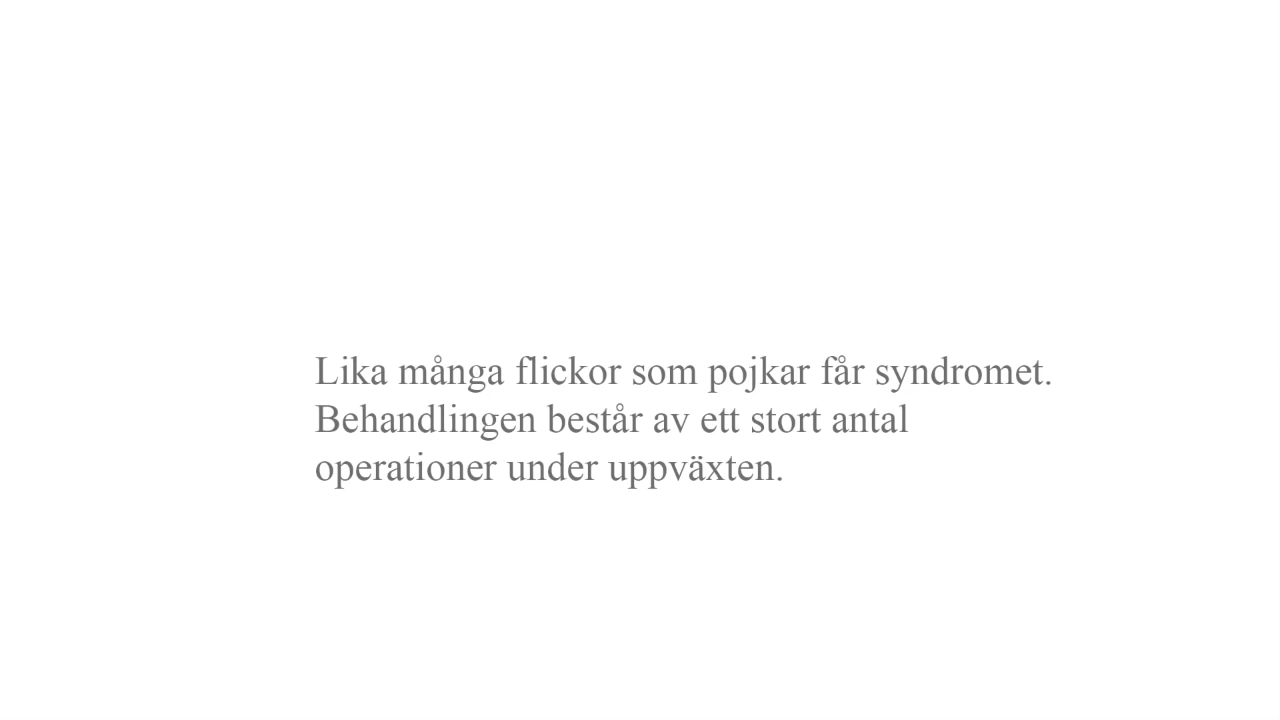 Lika många flickor som pojkar får syndromet.
Behandlingen består av ett stort antal
operationer under uppväxten.